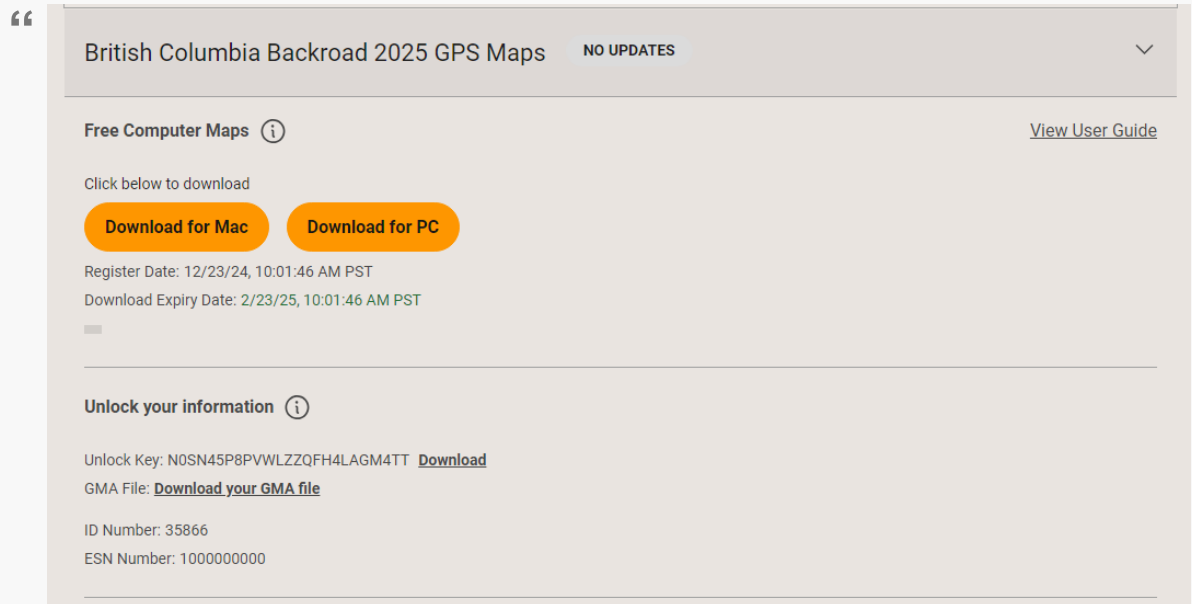 “
British Columbia Backroad 2025 GPS Maps NO UPDATES
Free Computer Maps View User Guide
Click below to download
Download for Mac Download for PC
Register Date: 12/23/24, 10:01:46 AM PST
Download Expiry Date: 2/23/25, 10:01:46 AM PST
Unlock your information
Unlock Key: N0SN45P8PVWLZZQFH4LAGM4TT Download
GMA File: Download your GMA file
ID Number: 35866
ESN Number: 1000000000